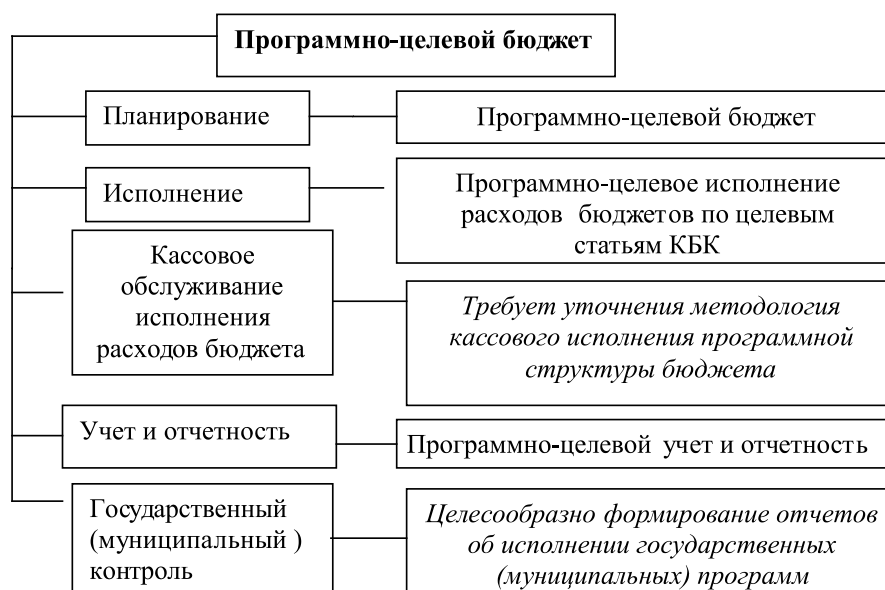 Программно-целевой бюджет
Планирование
Программно-целевой бюджет
Исполнение
Программно-целевое исполнение
расходов бюджетов по целевым
статьям КБК
Кассовое
обслуживание
исполнения
расходов бюджета
Требует уточнения методология
кассового исполнения программной
структуры бюджета
Учет и отчетность
Программно-целевой учет и отчетность
Государственный
(муниципальный )
контроль
Целесообразно формирование отчетов
об исполнении государственных
(муниципальных) программ